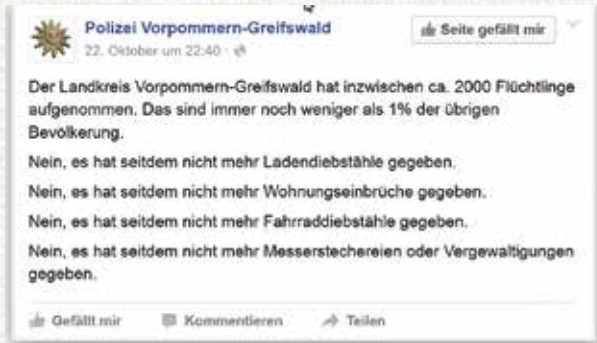 Polizei Vorpommern-Greifswald
Seite gefällt mir
22. Oktober um 22:40 ·
Der Landkreis Vorpommern-Greifswald hat inzwischen ca. 2000 Flüchtlinge
aufgenommen. Das sind immer noch weniger als 1% der übrigen
Bevölkerung.
Nein, es hat seitdem nicht mehr Ladendiebstähle gegeben.
Nein, es hat seitdem nicht mehr Wohnungseinbrüche gegeben.
Nein, es hat seitdem nicht mehr Fahrraddiebstähle gegeben.
Nein, es hat seitdem nicht mehr Messerstechereien oder Vergewaltigungen
gegeben.
Gefällt mir Kommentieren Teilen